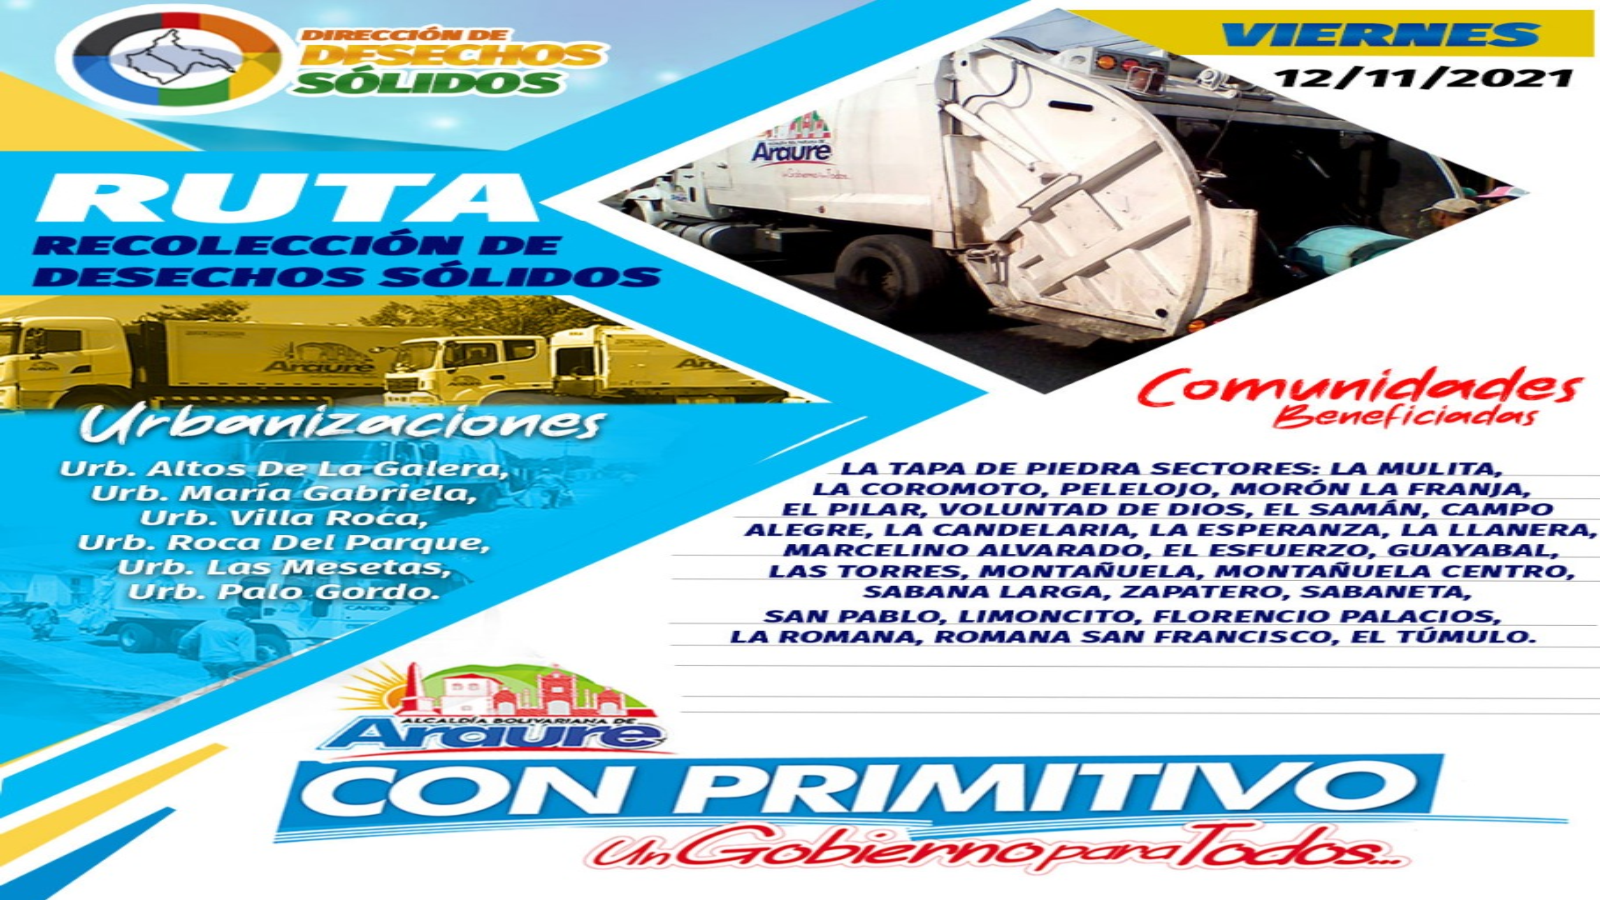 DIRECCIÓN DE
DESECHOS
SÓLIDOS
VIERNES
12/11/2021
RUTA
RECOLECCIÓN DE
DESECHOS SÓLIDOS
Araure
Araure
Urbanizaciones
Urb. Altos De La Galera,
Urb. María Gabriela,
Urb. Villa Roca,
Urb. Roca Del Parque,
Urb. Las Mesetas,
Urb. Palo Gordo.
Comunidades
Beneficiadas
LA TAPA DE PIEDRA SECTORES: LA MULITA,
LA COROMOTO, PELELOJO, MORÓN LA FRANJA,
EL PILAR, VOLUNTAD DE DIOS, EL SAMÁN, CAMPO
ALEGRE, LA CANDELARIA, LA ESPERANZA, LA LLANERA,
MARCELINO ALVARADO, EL ESFUERZO, GUAYABAL,
LAS TORRES, MONTAÑUELA, MONTAÑUELA CENTRO,
SABANA LARGA, ZAPATERO, SABANETA,
SAN PABLO, LIMONCITO, FLORENCIO PALACIOS,
LA ROMANA, ROMANA SAN FRANCISCO, EL TÚMULO.
ALCALDÍA BOLIVARIANA DE
Araure
CON PRIMITIVO
Un Gobierno para Todos...